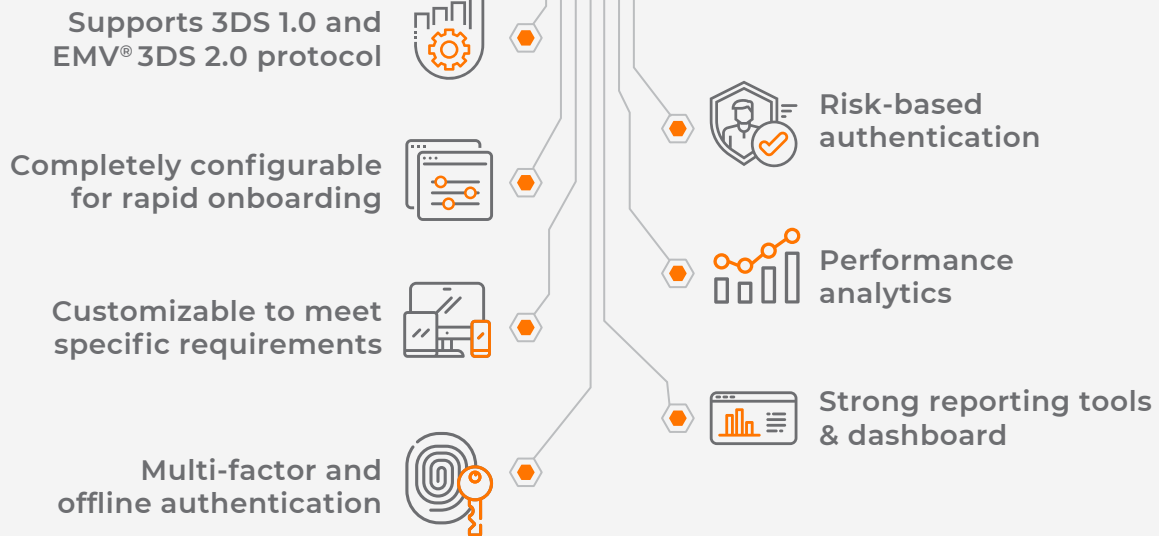 Supports 3DS 1.0 and
EMV® 3DS 2.0 protocol
Completely configurable
for rapid onboarding
Customizable to meet
specific requirements
Multi-factor and
offline authentication
Risk-based
authentication
Performance
analytics
Strong reporting tools
& dashboard